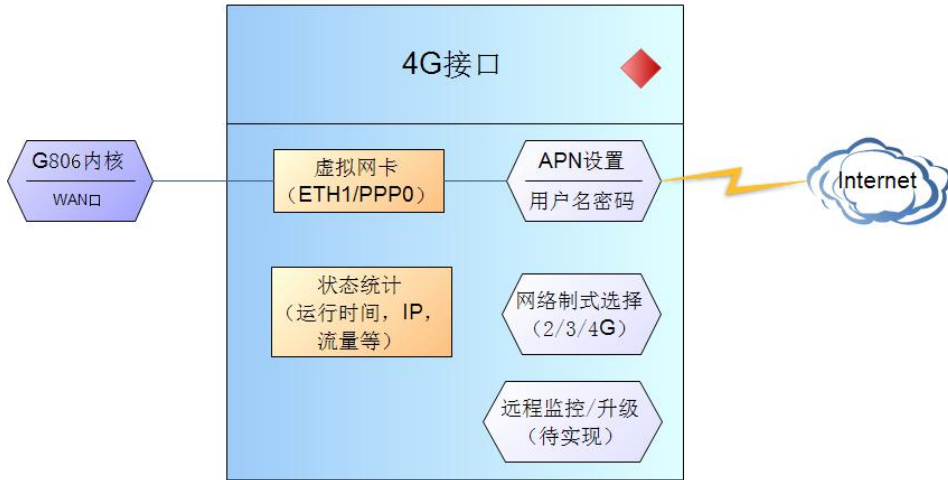 4G接口
G806内核
WAN口
虚拟网卡
（ETH1/PPP0）
APN设置
用户名密码
Internet
状态统计
（运行时间，IP，
流量等）
网络制式选择
（2/3/4G）
远程监控/升级
（待实现）